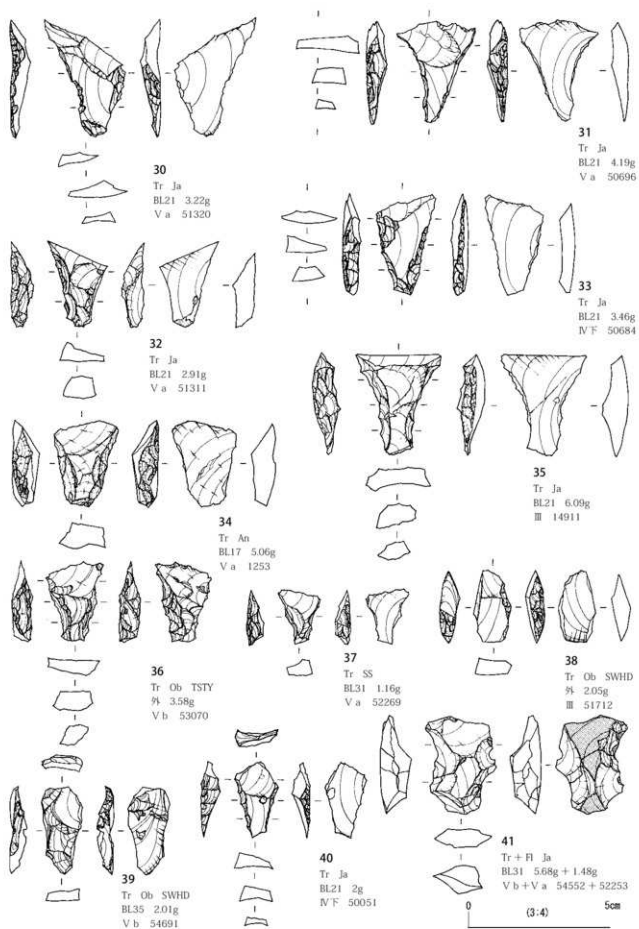 30
Tr Ja
BL21 3.22g
Ⅴa 51320
31
Tr Ja
BL21 4.19g
Ⅴa 50696
32
Tr Ja
BL21 2.91g
Ⅴa 51311
33
Tr Ja
BL21 3.46g
Ⅳ下 50684
34
Tr An
BL17 5.06g
Ⅴa 1253
35
Tr Ja
BL21 6.09g
Ⅲ 14911
36
Tr Ob TSTY
外 3.58g
Ⅴb 53070
37
Tr SS
BL31 1.16g
Ⅴa 52269
38
Tr Ob SWHD
外 2.05g
Ⅲ 51712
39
Tr Ob SWHD
BL35 2.01g
Ⅴb 54691
40
Tr Ja
BL21 2g
Ⅳ下 50051
41
Tr + Fl Ja
BL31 5.68g + 1.48g
Ⅴb + Ⅴa 54552 + 52253
0 (3:4) 5cm